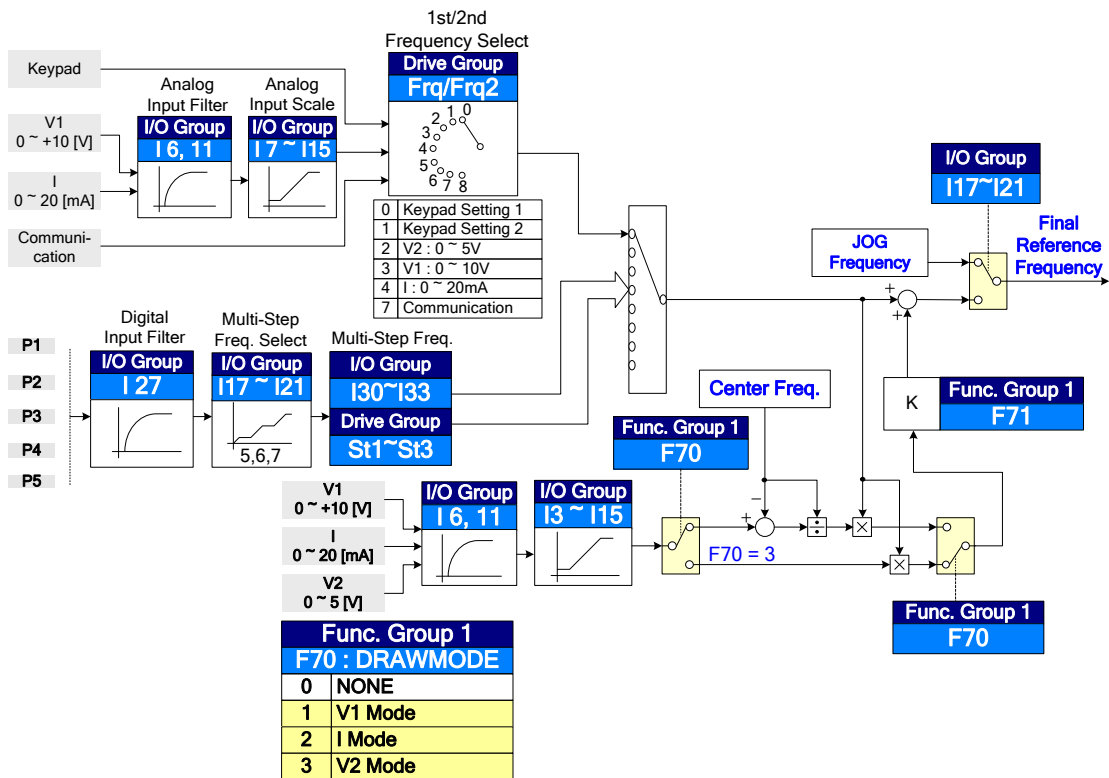 1st/2nd
Frequency Select
Keypad
Analog
Input Filter
Analog
Input Scale
Drive Group
Frq/Frq2
V1
0 ~ +10 [V]
I/O Group
I 6, 11
I/O Group
I 7 ~ I15
0
1
2
3
4
5
6
7
8
I
0 ~ 20 [mA]
Communi-
cation
0 Keypad Setting 1
1 Keypad Setting 2
2 V2 : 0 ~ 5V
3 V1 : 0 ~ 10V
4 I : 0 ~ 20mA
7 Communication
I/O Group
I17~I21
JOG
Frequency
Final
Reference
Frequency
+
+
Digital
Input Filter
Multi-Step
Freq. Select
Multi-Step Freq.
P1
P2
P3
P4
P5
I/O Group
I 27
I/O Group
I17 ~ I21
5,6,7
I/O Group
I30~I33
Drive Group
St1~St3
Center Freq.
K
Func. Group 1
F71
Func. Group 1
F70
V1
0 ~ +10 [V]
I
0 ~ 20 [mA]
V2
0 ~ 5 [V]
I/O Group
I 6, 11
I/O Group
I3 ~ I15
−
+
÷
×
F70 = 3
×
Func. Group 1
F70
Func. Group 1
F70 : DRAWMODE
0 NONE
1 V1 Mode
2 I Mode
3 V2 Mode